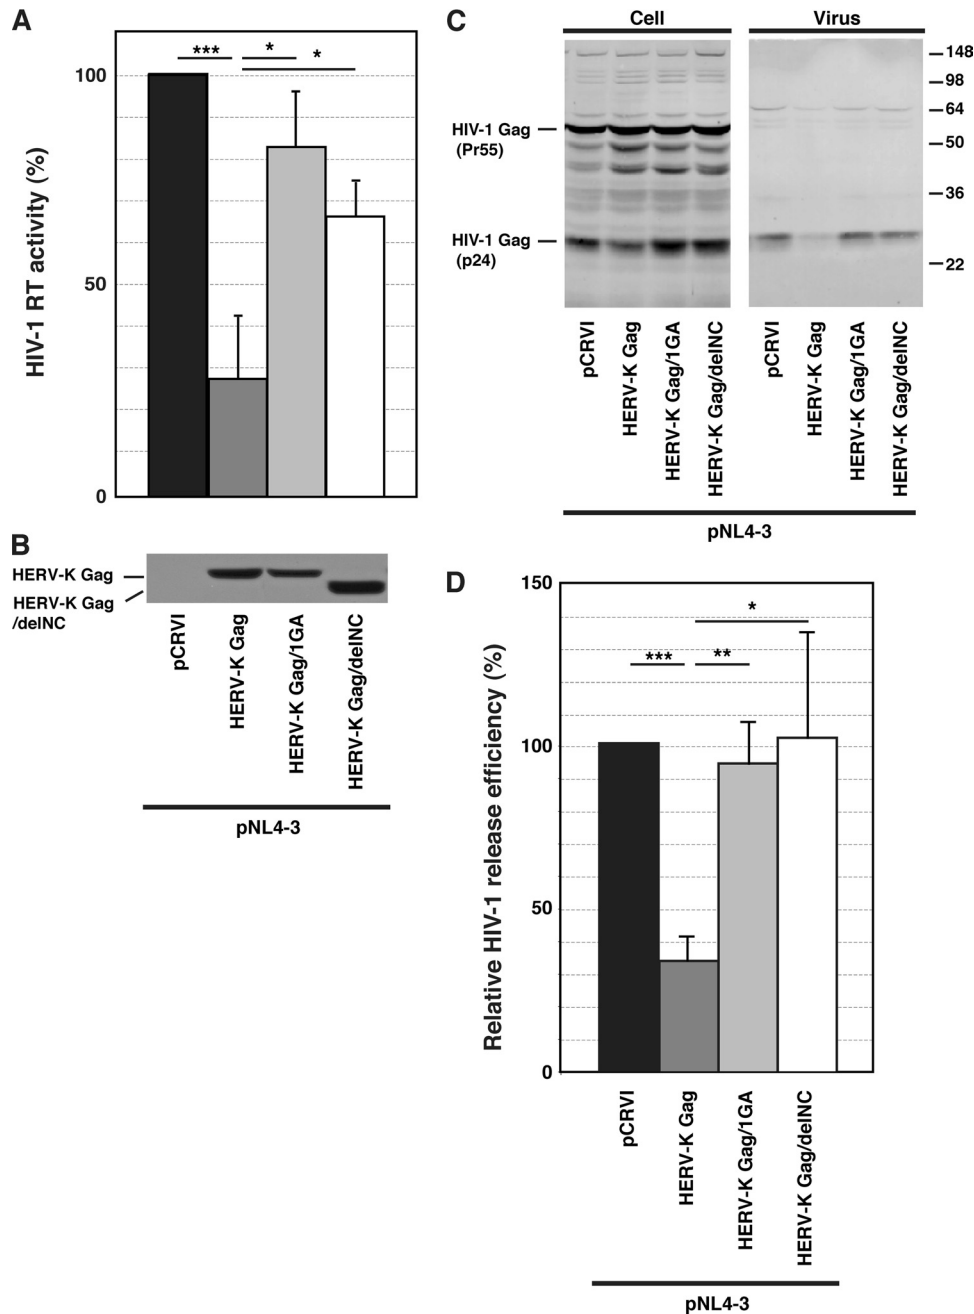 A
HIV-1 RT activity (%)
100
50
0
***
*
*
B
HERV-K Gag
HERV-K Gag
/delNC
pCRVI
HERV-K Gag
HERV-K Gag/1GA
HERV-K Gag/delNC
pNL4-3
C
Cell
Virus
HIV-1 Gag
(Pr55)
HIV-1 Gag
(p24)
148
98
64
50
36
22
pCRVI
HERV-K Gag
HERV-K Gag/1GA
HERV-K Gag/delNC
pCRVI
HERV-K Gag
HERV-K Gag/1GA
HERV-K Gag/delNC
pNL4-3
D
Relative HIV-1 release efficiency (%)
150
100
50
0
*
***
**
pCRVI
HERV-K Gag
HERV-K Gag/1GA
HERV-K Gag/delNC
pNL4-3